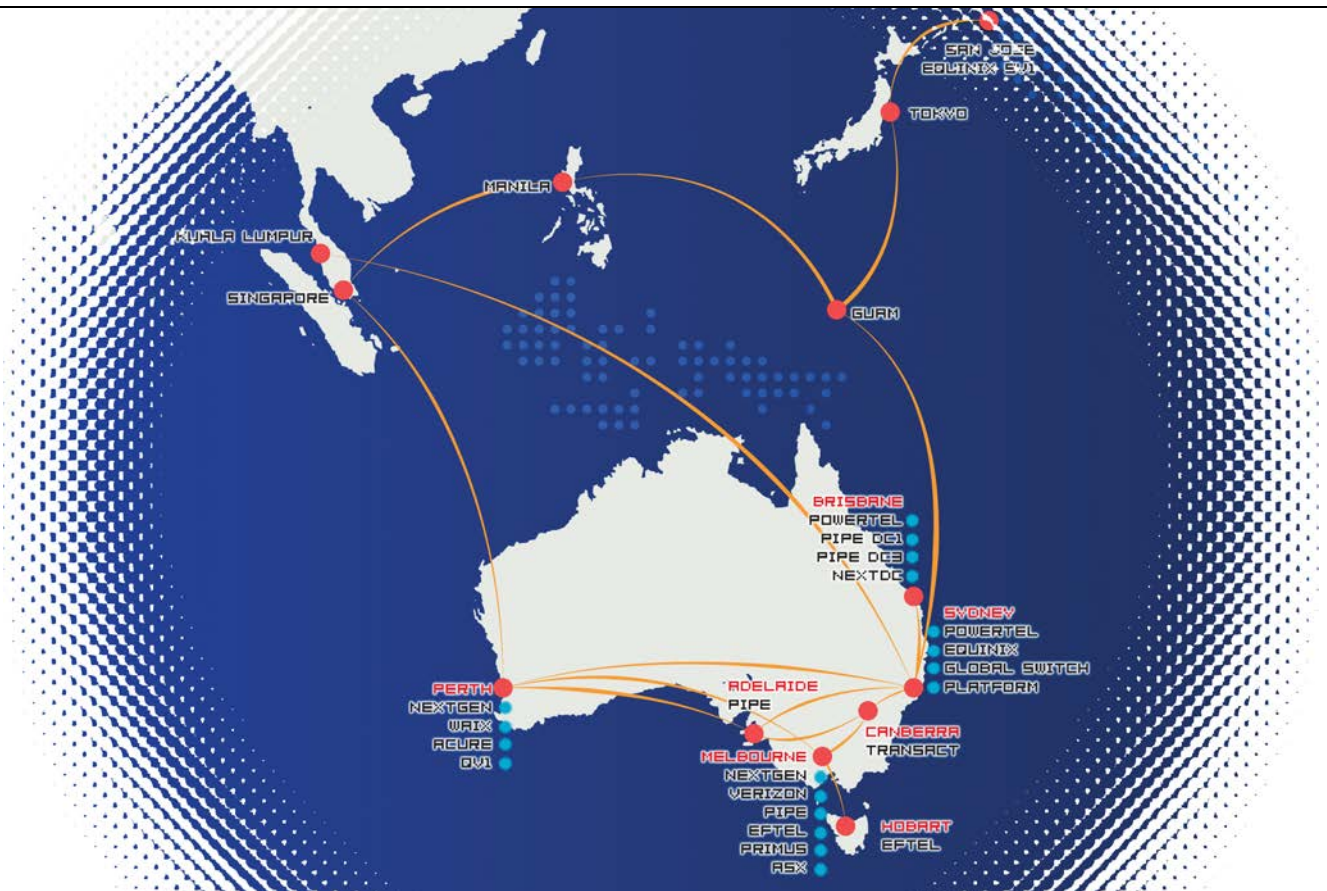 SAN JOSE
EQUINIX SV1
TOKYO
MANILA
KUALA LUMPUR
SINGAPORE
GUAM
BRISBANE
POWERTEL
PIPE DC1
PIPE DC3
NEXTDC
SYDNEY
POWERTEL
EQUINIX
GLOBAL SWITCH
PLATFORM
PERTH
NEXTGEN
WAIX
ACURE
QV1
ADELAIDE
PIPE
CANBERRA
TRANSACT
MELBOURNE
NEXTGEN
VERIZON
PIPE
EFTEL
PRIMUS
ASX
HOBART
EFTEL